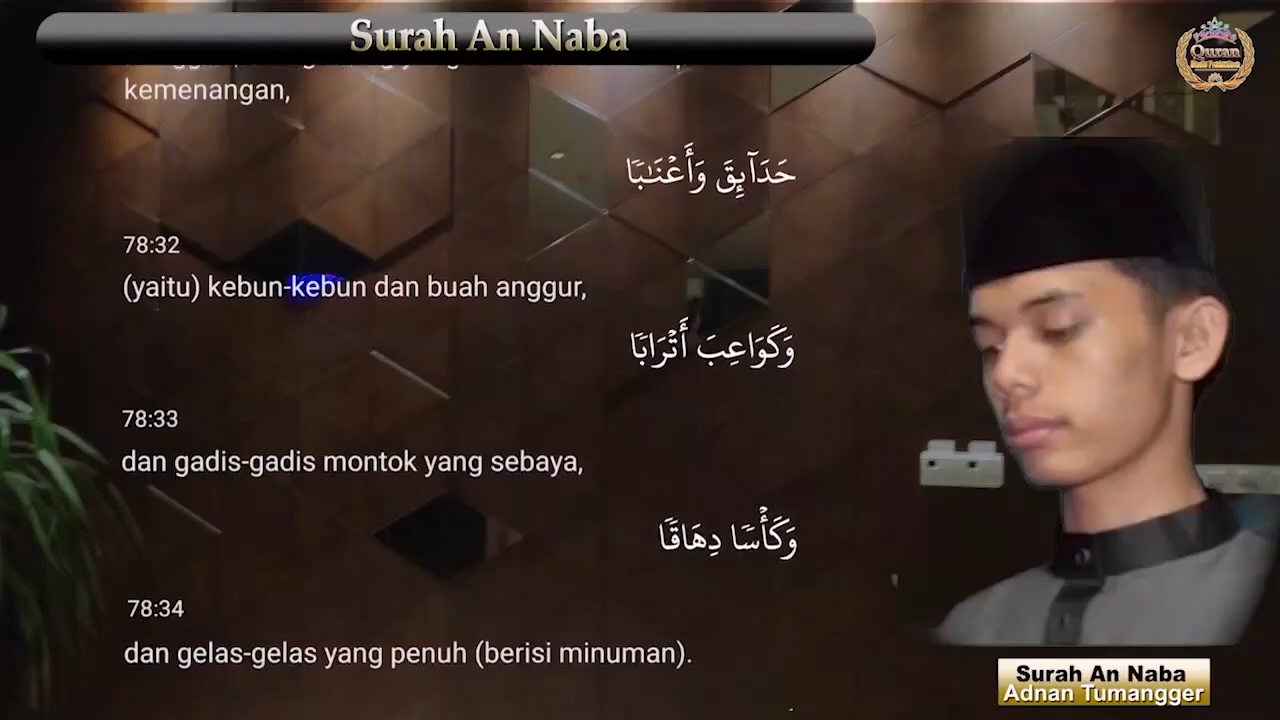 Surah An Naba
kemenangan,
حَدَآئِقَ وَأَعْنَٰبًا
78:32
(yaitu) kebun-kebun dan buah anggur,
وَكَوَاعِبَ أَتْرَابًا
78:33
dan gadis-gadis montok yang sebaya,
وَكَأْسًا دِهَاقًا
78:34
dan gelas-gelas yang penuh (berisi minuman).
Quran
Surah An Naba
Adnan Tumangger